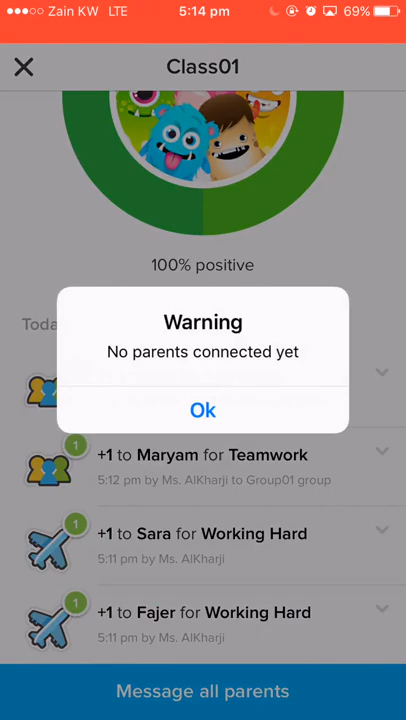 Zain KW LTE 5:14 pm 69%
Class01
100% positive
Toda
Warning
No parents connected yet
Ok
1
+1 to Maryam for Teamwork
5:12 pm by Ms. AlKharji to Group01 group
1
+1 to Sara for Working Hard
5:11 pm by Ms. AlKharji
1
+1 to Fajer for Working Hard
5:11 pm by Ms. AlKharji
Message all parents